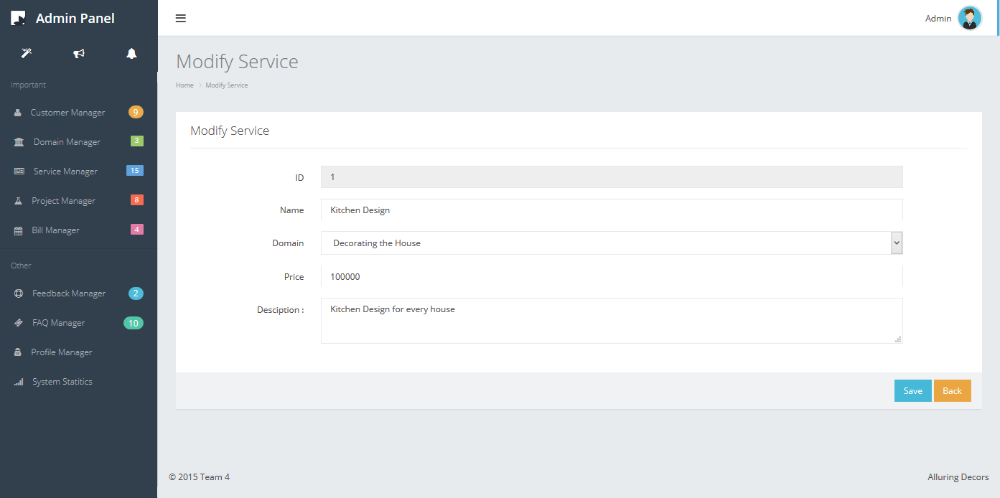 Admin Panel
Admin
Important
Customer Manager 9
Domain Manager 3
Service Manager 15
Project Manager 8
Bill Manager 4
Other
Feedback Manager 2
FAQ Manager 10
Profile Manager
System Statitics
Modify Service
Home > Modify Service
Modify Service
ID 1
Name Kitchen Design
Domain Decorating the House
Price 100000
Desciption : Kitchen Design for every house
Save Back
© 2015 Team 4 Alluring Decors